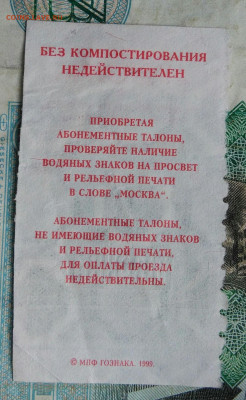 БЕЗ КОМПОСТИРОВАНИЯ
НЕДЕЙСТВИТЕЛЕН
ПРИОБРЕТАЯ
АБОНЕМЕНТНЫЕ ТАЛОНЫ,
ПРОВЕРЯЙТЕ НАЛИЧИЕ
ВОДЯНЫХ ЗНАКОВ НА ПРОСВЕТ
И РЕЛЬЕФНОЙ ПЕЧАТИ
В СЛОВЕ „МОСКВА".
АБОНЕМЕНТНЫЕ ТАЛОНЫ,
НЕ ИМЕЮЩИЕ ВОДЯНЫХ ЗНАКОВ
И РЕЛЬЕФНОЙ ПЕЧАТИ,
ДЛЯ ОПЛАТЫ ПРОЕЗДА
НЕДЕЙСТВИТЕЛЬНЫ.
© МПФ ГОЗНАКА. 1995